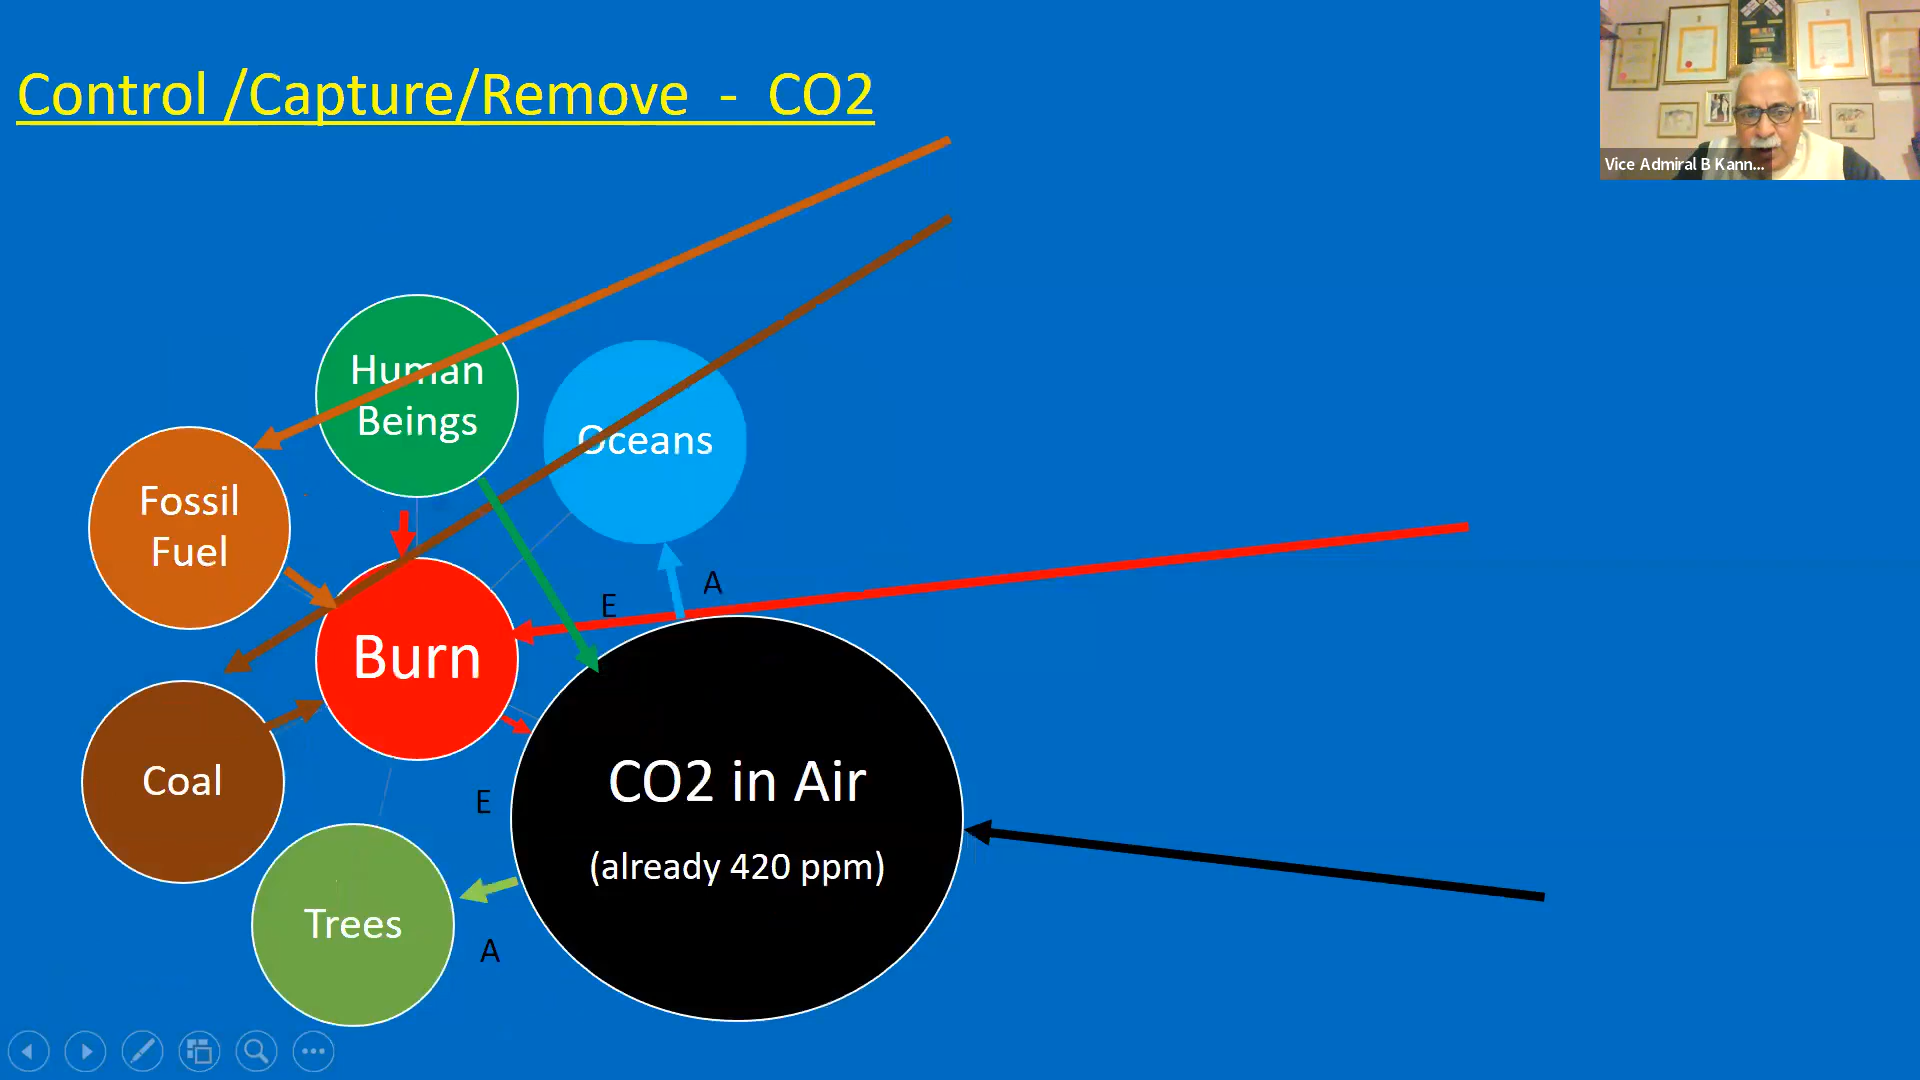 Control /Capture/Remove - CO2
Vice Admiral B Kann...
Human
Beings
Oceans
Fossil
Fuel
A
E
Burn
Coal
CO2 in Air
E
(already 420 ppm)
Trees
A